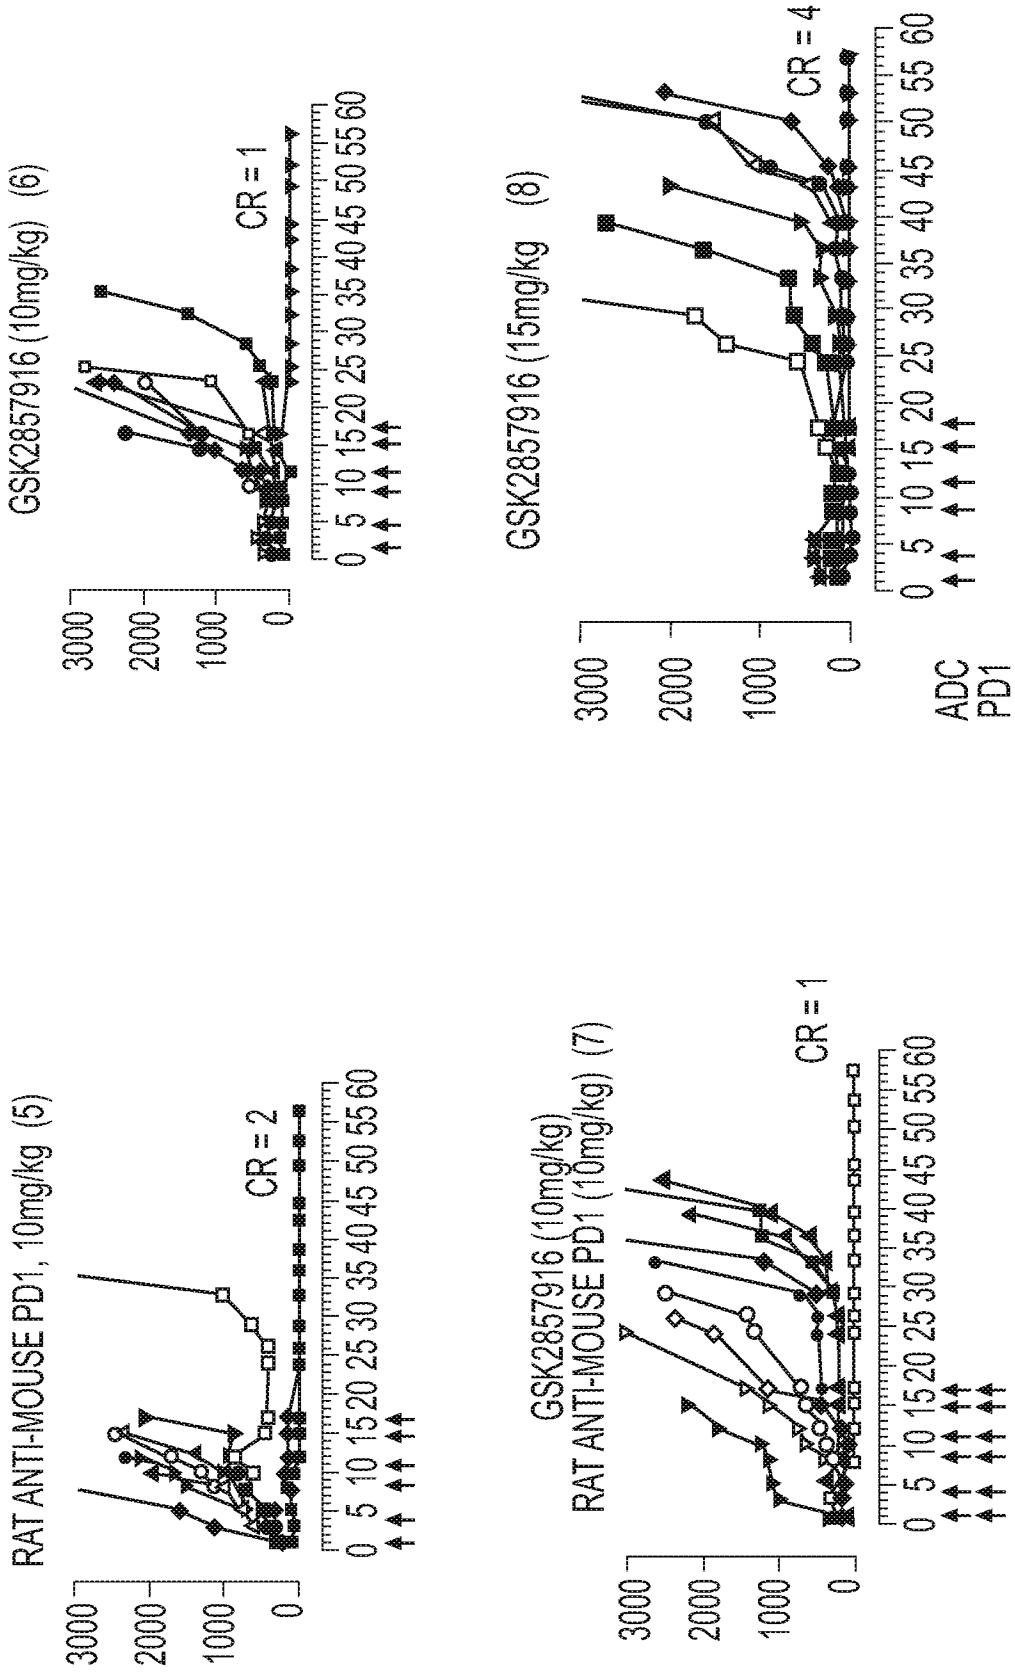 RAT ANTI-MOUSE PD1, 10mg/kg (5)
3000
2000
1000
0
CR = 2
0 5 10 15 20 25 30 35 40 45 50 55 60
GSK2857916 (10mg/kg) (6)
3000
2000
1000
0
CR = 1
0 5 10 15 20 25 30 35 40 45 50 55 60
GSK2857916 (10mg/kg)
RAT ANTI-MOUSE PD1 (10mg/kg) (7)
3000
2000
1000
0
CR = 1
0 5 10 15 20 25 30 35 40 45 50 55 60
GSK2857916 (15mg/kg (8)
3000
2000
1000
0
CR = 4
0 5 10 15 20 25 30 35 40 45 50 55 60
ADC
PD1